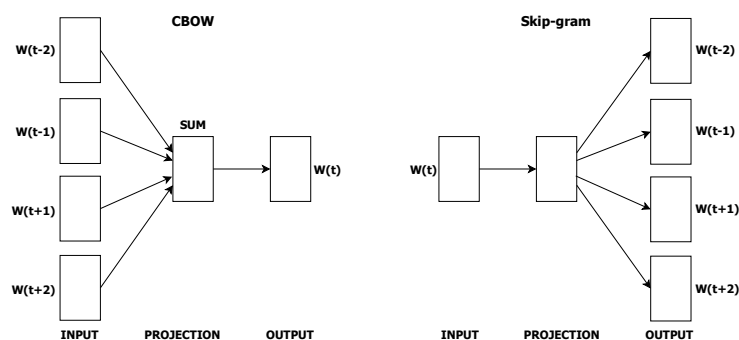 CBOW
Skip-gram
W(t-2)
W(t-1)
W(t+1)
W(t+2)
SUM
W(t)
W(t)
W(t-2)
W(t-1)
W(t+1)
W(t+2)
INPUT PROJECTION OUTPUT
INPUT PROJECTION OUTPUT